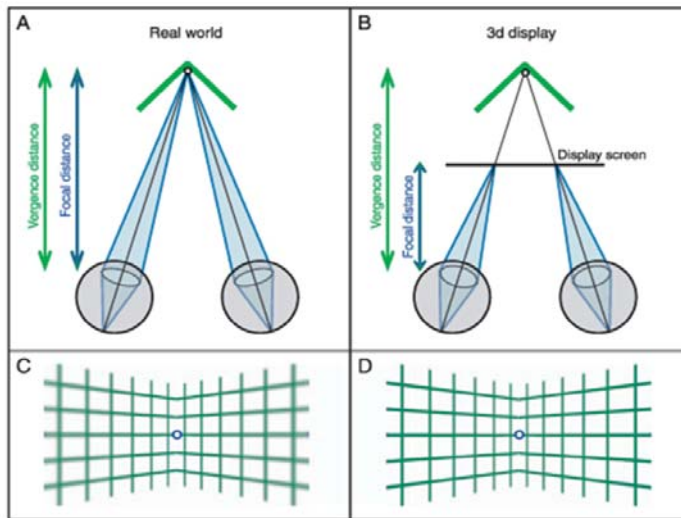 A
Real world
Vergence distance
Focal distance
B
3d display
Vergence distance
Focal distance
Display screen
C
D